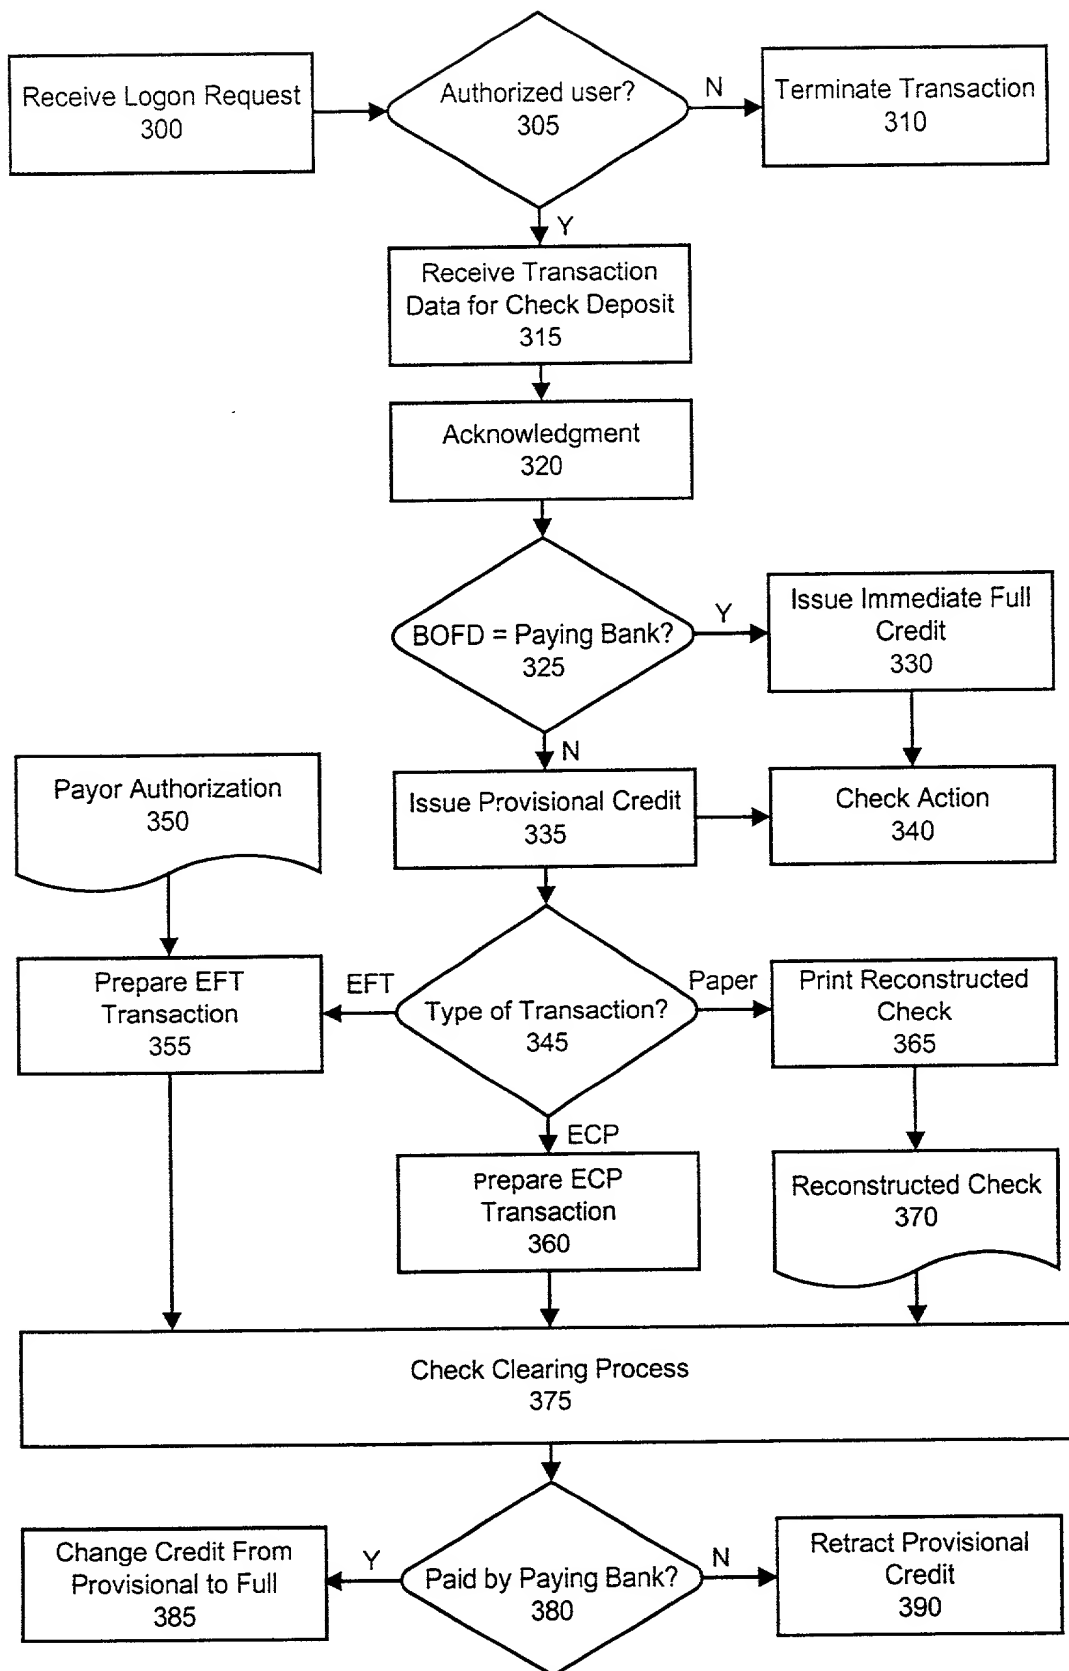 Receive Logon Request
300
Authorized user?
305
N
Terminate Transaction
310
Y
Receive Transaction
Data for Check Deposit
315
Acknowledgment
320
BOFD = Paying Bank?
325
Y
Issue Immediate Full
Credit
330
N
Payor Authorization
350
Issue Provisional Credit
335
Check Action
340
Prepare EFT
Transaction
355
EFT
Type of Transaction?
345
Paper
Print Reconstructed
Check
365
ECP
Prepare ECP
Transaction
360
Reconstructed Check
370
Check Clearing Process
375
Change Credit From
Provisional to Full
385
Y
Paid by Paying Bank?
380
N
Retract Provisional
Credit
390